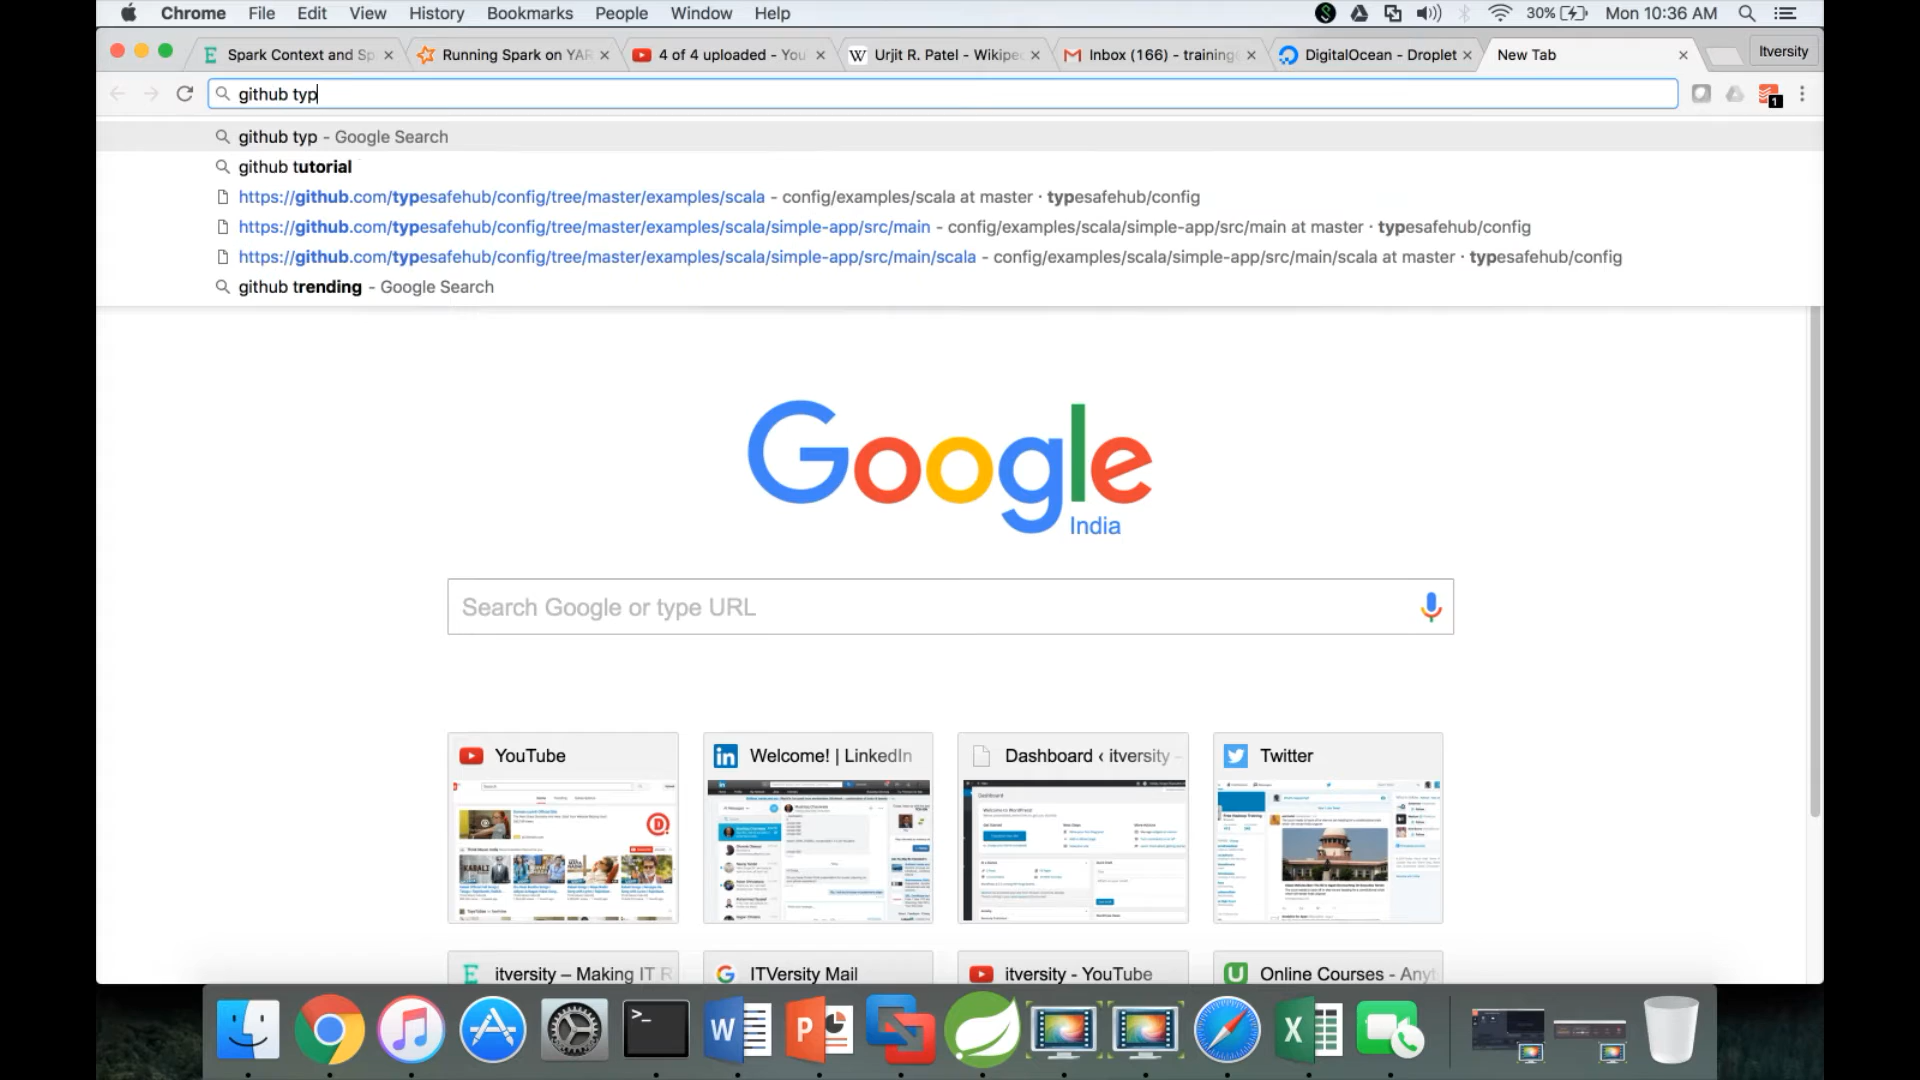 Chrome File Edit View History Bookmarks People Window Help 30% Mon 10:36 AM
Spark Context and Sp Running Spark on YAR 4 of 4 uploaded - You Urjit R. Patel - Wikipe Inbox (166) - training DigitalOcean - Droplet New Tab Itversity
github typ
1
github typ - Google Search
github tutorial
https://github.com/typesafehub/config/tree/master/examples/scala - config/examples/scala at master · typesafehub/config
https://github.com/typesafehub/config/tree/master/examples/scala/simple-app/src/main - config/examples/scala/simple-app/src/main at master · typesafehub/config
https://github.com/typesafehub/config/tree/master/examples/scala/simple-app/src/main/scala - config/examples/scala/simple-app/src/main/scala at master · typesafehub/config
github trending - Google Search
Google
India
Search Google or type URL
YouTube Welcome! | LinkedIn Dashboard ‹ itversity – Twitter
itversity – Making IT R ITVersity Mail itversity - YouTube Online Courses - Anyt